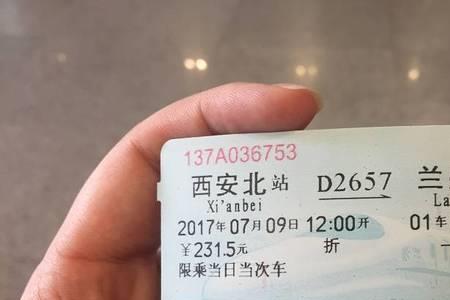 137A036753
西安北站 D2657 兰
Xi'anbei La
2017年07月09日 12:00开 01车
￥231.5元 折
限乘当日当次车